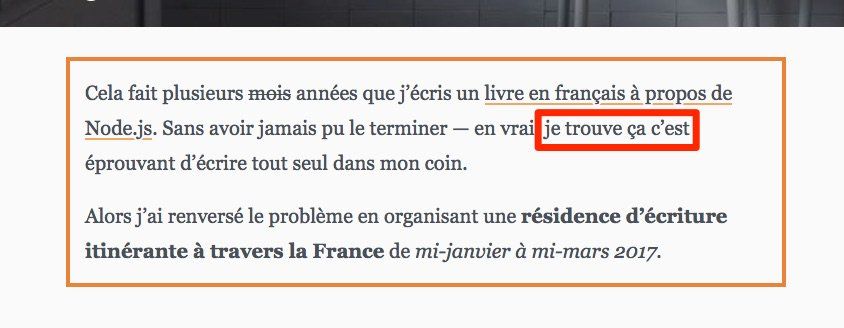 Cela fait plusieurs mois années que j’écris un livre en français à propos de
Node.js. Sans avoir jamais pu le terminer — en vrai je trouve ça c’est
éprouvant d’écrire tout seul dans mon coin.
Alors j’ai renversé le problème en organisant une résidence d’écriture
itinérante à travers la France de mi-janvier à mi-mars 2017.